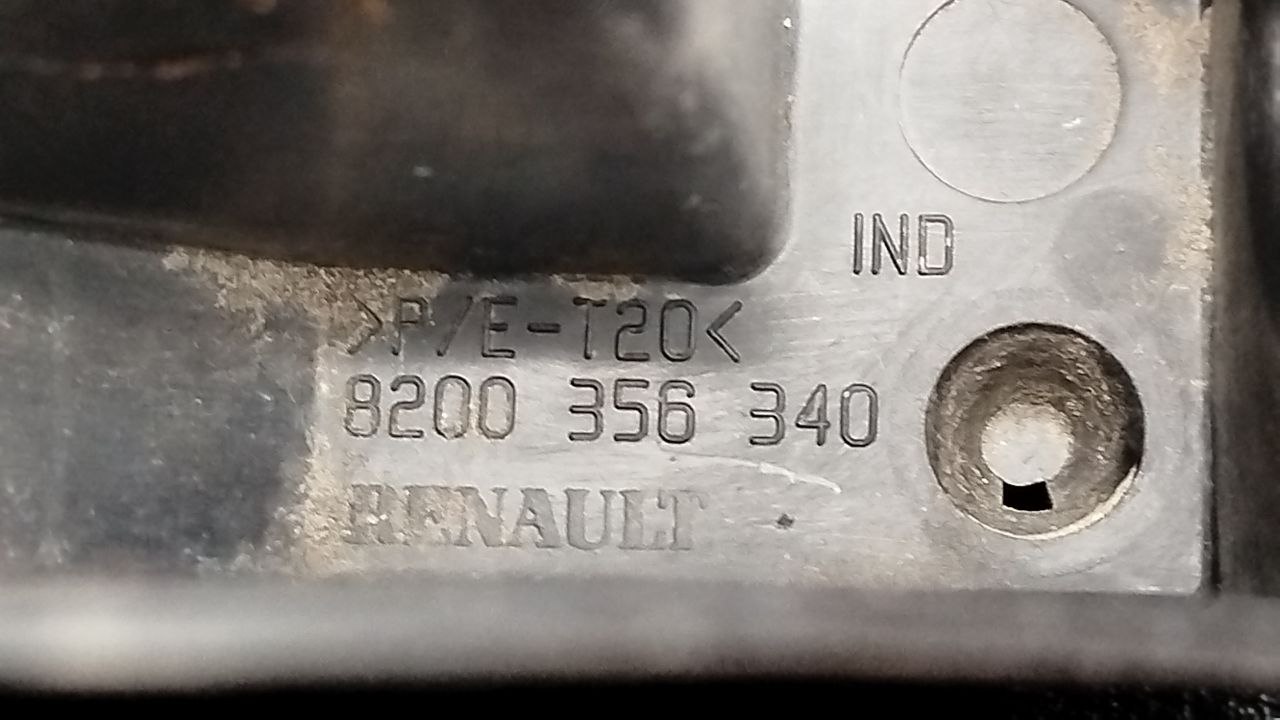 IND
>P/E-T20<
8200 356 340
RENAULT